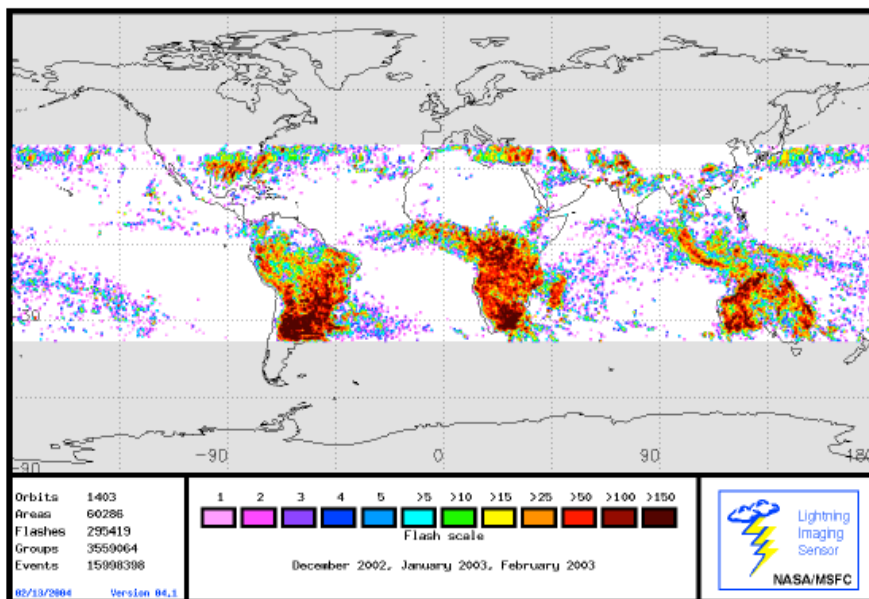 -30
-90 -90 0 90 180
Orbits 1403
Areas 60286
Flashes 295419
Groups 3559064
Events 15998398
02/13/2004 Version 04.1
1 2 3 4 5 >5 >10 >15 >25 >50 >100 >150
Flash scale
December 2002, January 2003, February 2003
Lightning
Imaging
Sensor
NASA/MSFC